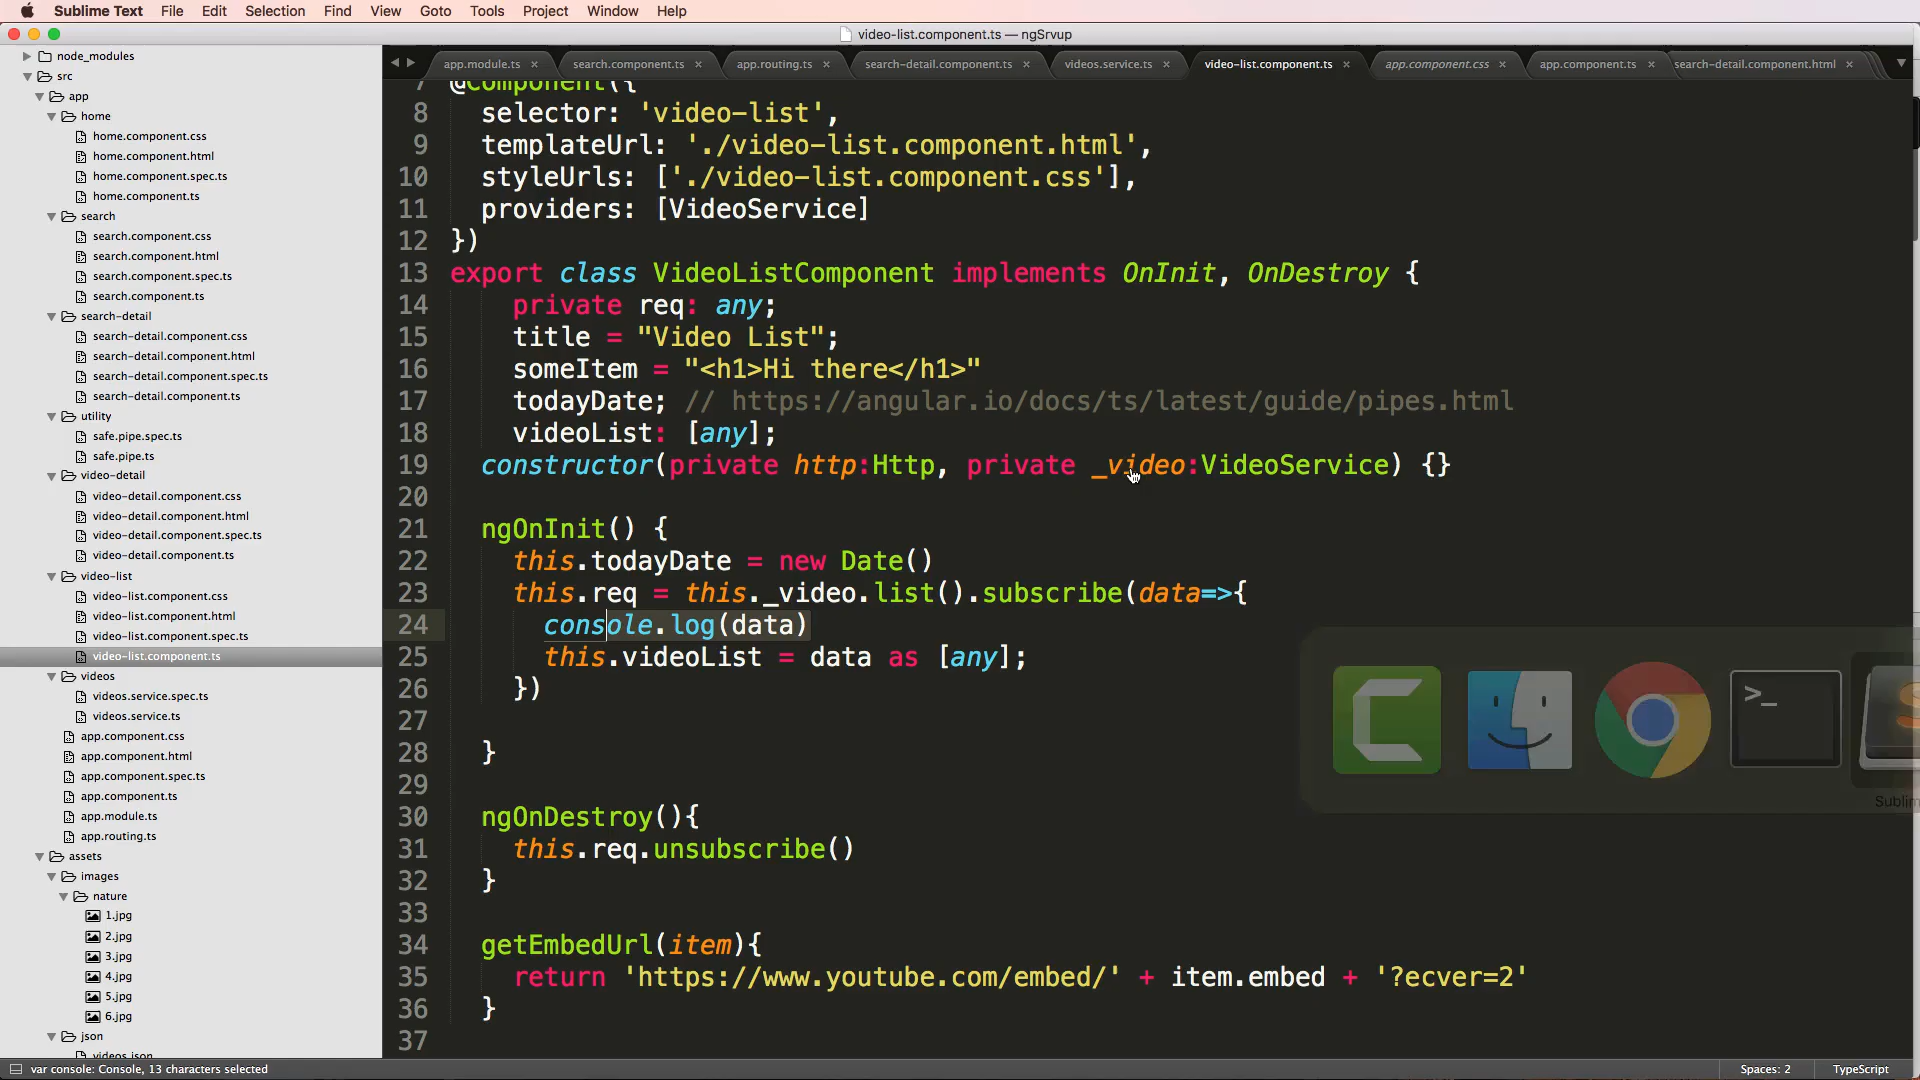 Sublime Text File Edit Selection Find View Goto Tools Project Window Help
video-list.component.ts — ngSrvup
app.module.ts × search.component.ts × app.routing.ts × search-detail.component.ts × videos.service.ts × video-list.component.ts × app.component.css × app.component.ts × search-detail.component.html ×
node_modules
src
app
home
home.component.css
home.component.html
home.component.spec.ts
home.component.ts
search
search.component.css
search.component.html
search.component.spec.ts
search.component.ts
search-detail
search-detail.component.css
search-detail.component.html
search-detail.component.spec.ts
search-detail.component.ts
utility
safe.pipe.spec.ts
safe.pipe.ts
video-detail
video-detail.component.css
video-detail.component.html
video-detail.component.spec.ts
video-detail.component.ts
video-list
video-list.component.css
video-list.component.html
video-list.component.spec.ts
video-list.component.ts
videos
videos.service.spec.ts
videos.service.ts
app.component.css
app.component.html
app.component.spec.ts
app.component.ts
app.module.ts
app.routing.ts
assets
images
nature
1.jpg
2.jpg
3.jpg
4.jpg
5.jpg
6.jpg
json
videos.json
7 @Component({
8 selector: 'video-list',
9 templateUrl: './video-list.component.html',
10 styleUrls: ['./video-list.component.css'],
11 providers: [VideoService]
12 })
13 export class VideoListComponent implements OnInit, OnDestroy {
14 private req: any;
15 title = "Video List";
16 someItem = "<h1>Hi there</h1>"
17 todayDate; // https://angular.io/docs/ts/latest/guide/pipes.html
18 videoList: [any];
19 constructor(private http:Http, private _video:VideoService) {}
20
21 ngOnInit() {
22 this.todayDate = new Date()
23 this.req = this._video.list().subscribe(data=>{
24 console.log(data)
25 this.videoList = data as [any];
26 })
27
28 }
29
30 ngOnDestroy(){
31 this.req.unsubscribe()
32 }
33
34 getEmbedUrl(item){
35 return 'https://www.youtube.com/embed/' + item.embed + '?ecver=2'
36 }
37
>_
Sublim
var console: Console, 13 characters selected
Spaces: 2 TypeScript